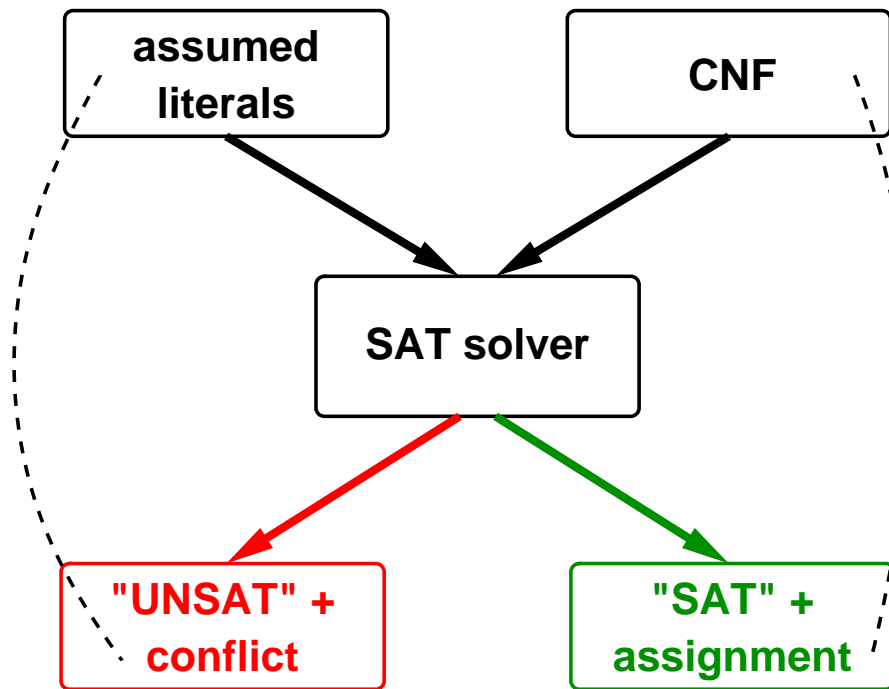 assumed
literals
CNF
SAT solver
"UNSAT" +
conflict
"SAT" +
assignment